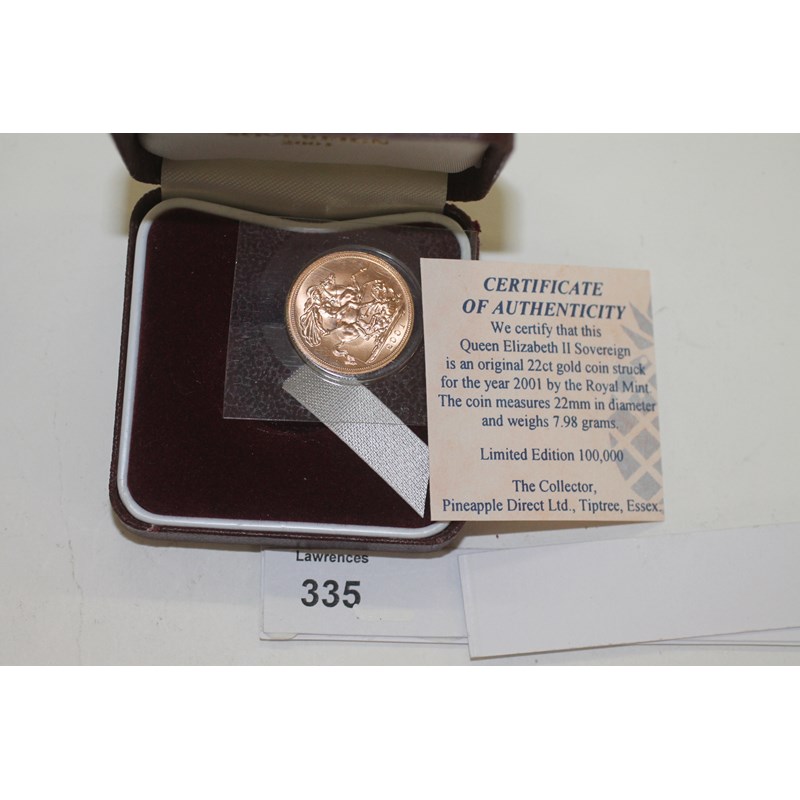 CERTIFICATE
OF AUTHENTICITY
We certify that this
Queen Elizabeth II Sovereign
is an original 22ct gold coin struck
for the year 2001 by the Royal Mint
The coin measures 22mm in diameter
and weighs 7.98 grams.
Limited Edition 100,000
The Collector,
Pineapple Direct Ltd., Tiptree, Essex.
2001
Lawrences
335